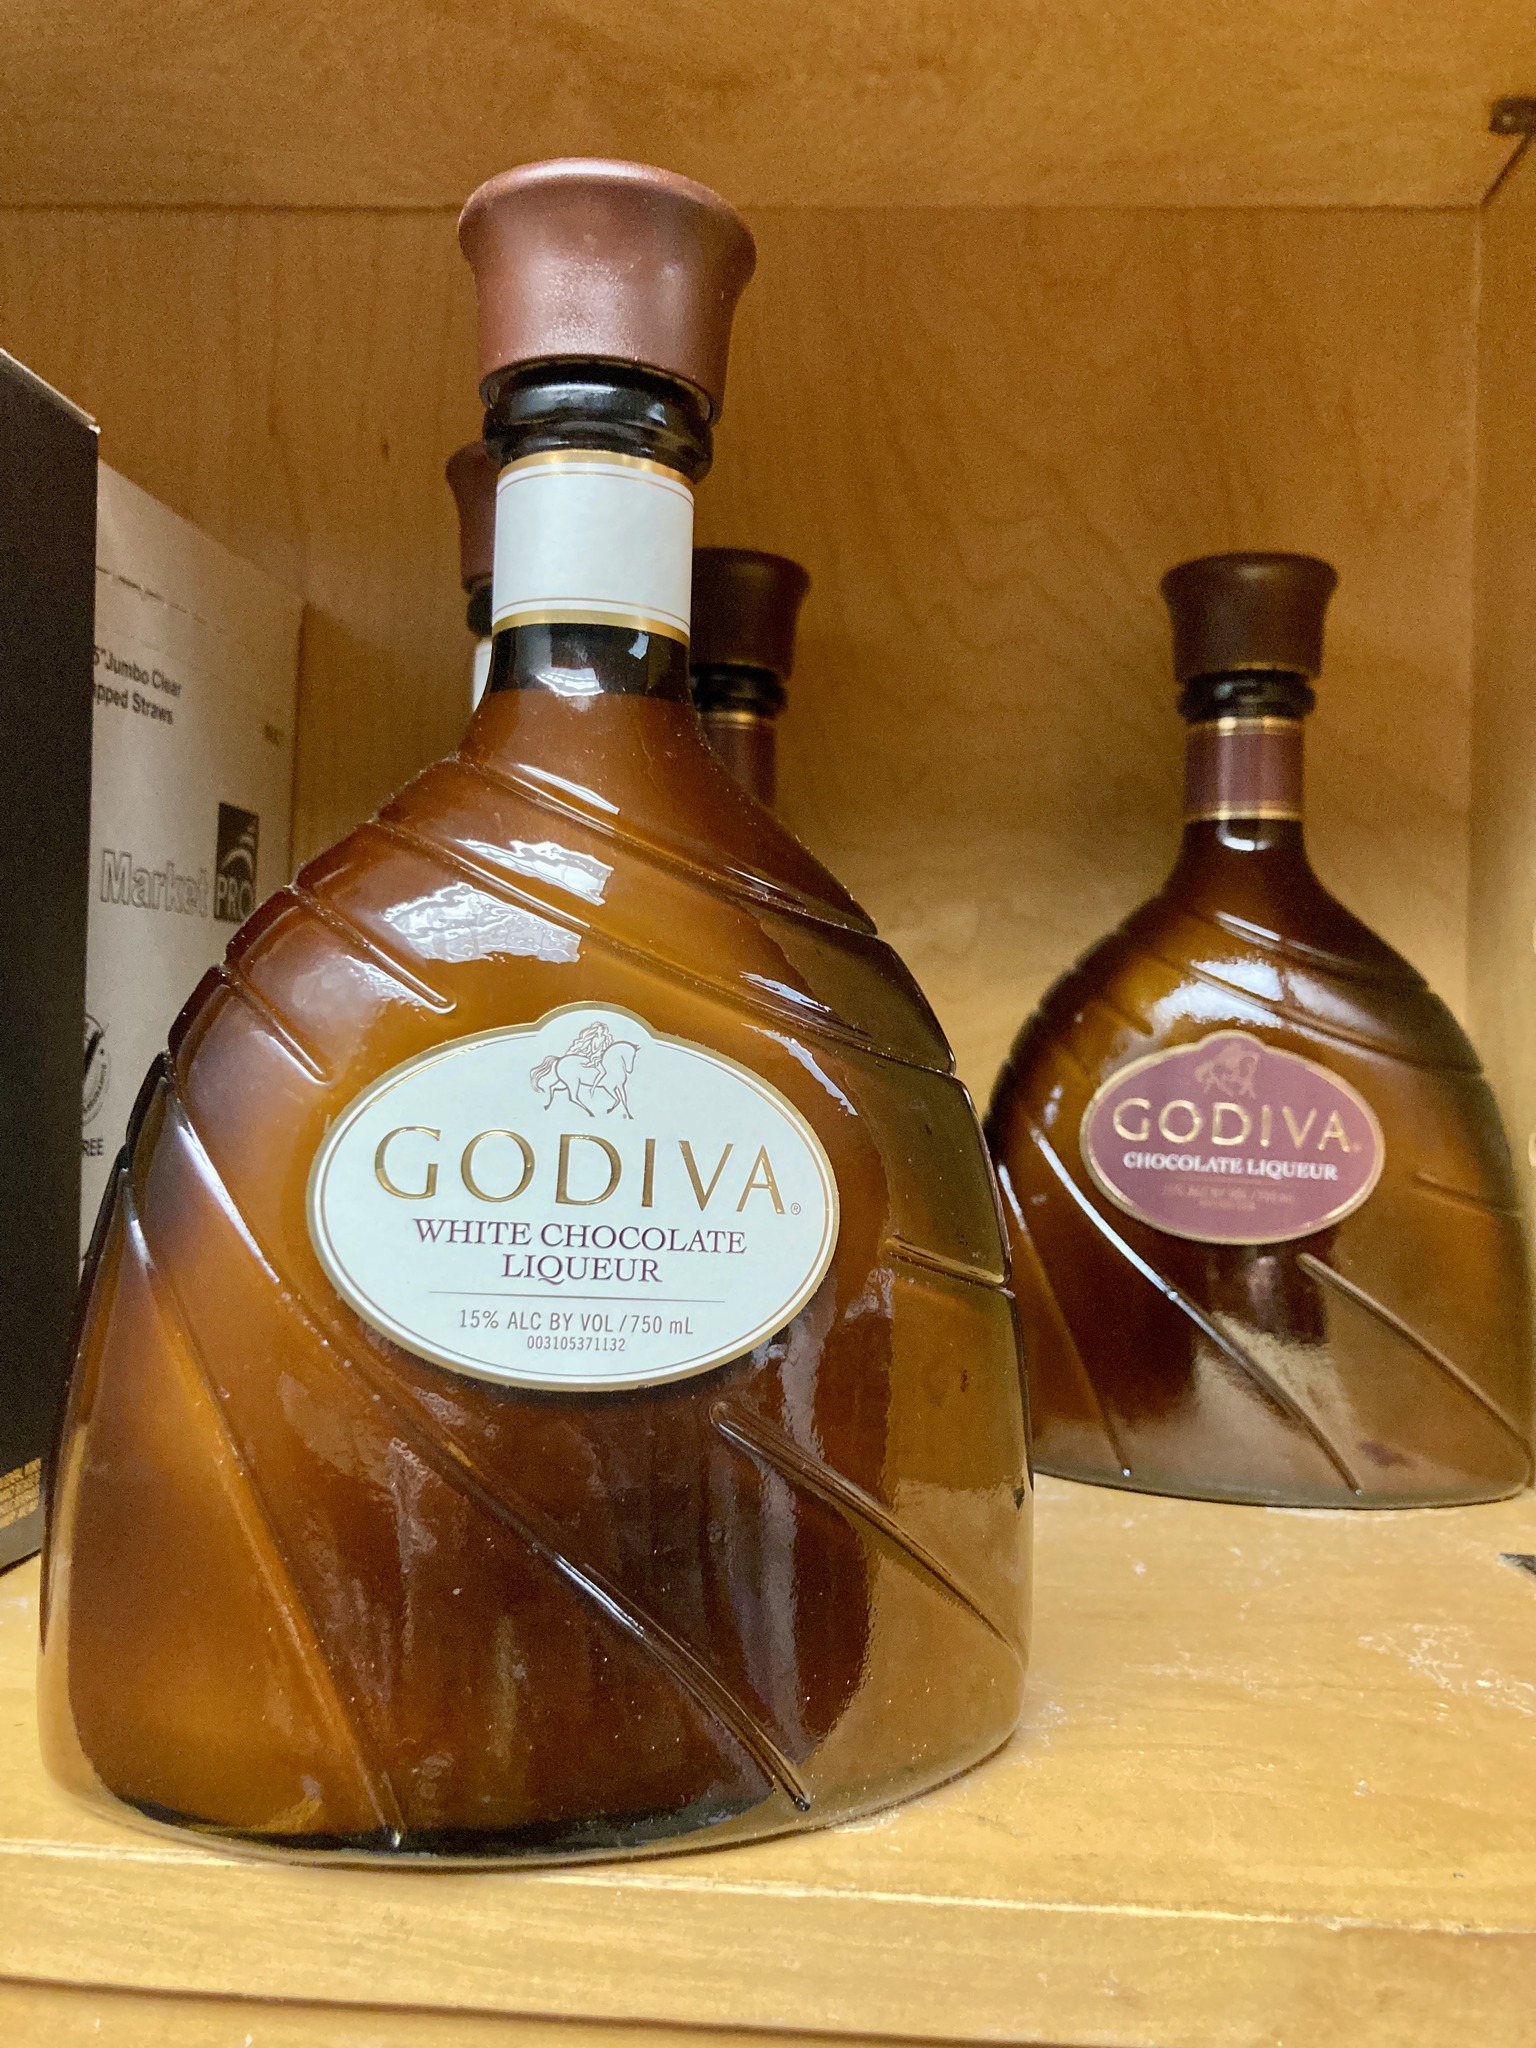 GODIVA®
WHITE CHOCOLATE
LIQUEUR
15% ALC BY VOL / 750 mL
003105371132
GODIVA®
CHOCOLATE LIQUEUR
5" Jumbo Clear
pped Straws
Market PRO
REE